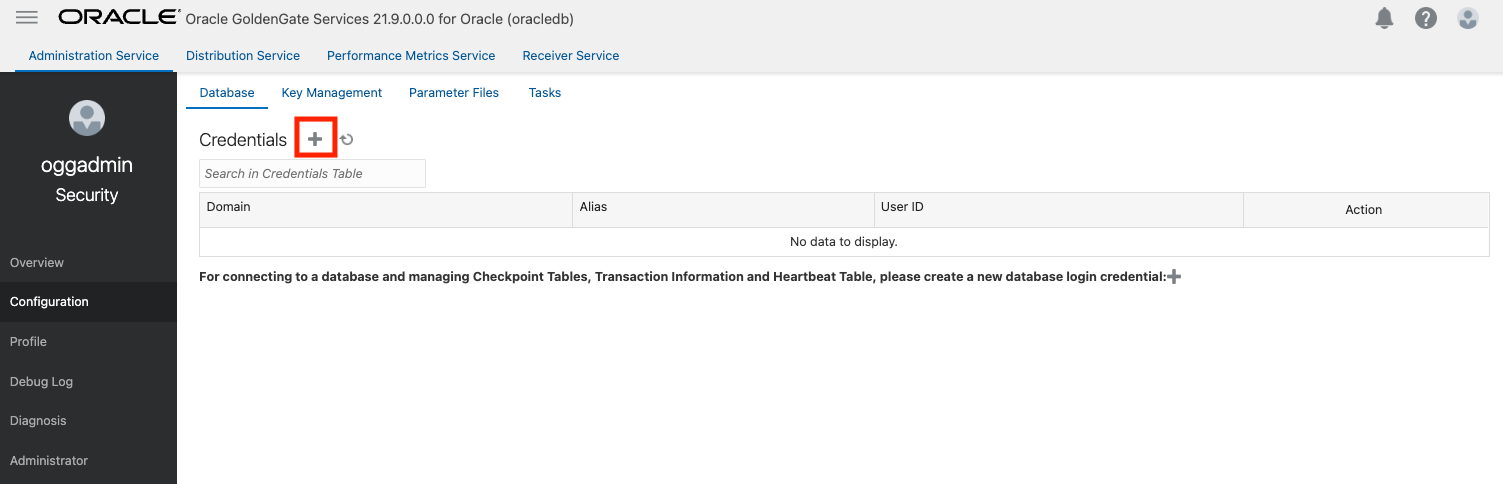 ORACLE Oracle GoldenGate Services 21.9.0.0.0 for Oracle (oracledb)
Administration Service Distribution Service Performance Metrics Service Receiver Service
oggadmin
Security
Overview
Configuration
Profile
Debug Log
Diagnosis
Administrator
Database Key Management Parameter Files Tasks
Credentials
Search in Credentials Table
Domain Alias User ID Action
No data to display.
For connecting to a database and managing Checkpoint Tables, Transaction Information and Heartbeat Table, please create a new database login credential: